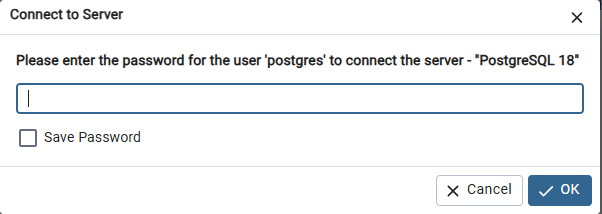 Connect to Server
Please enter the password for the user 'postgres' to connect the server - "PostgreSQL 18"
Save Password
Cancel
OK